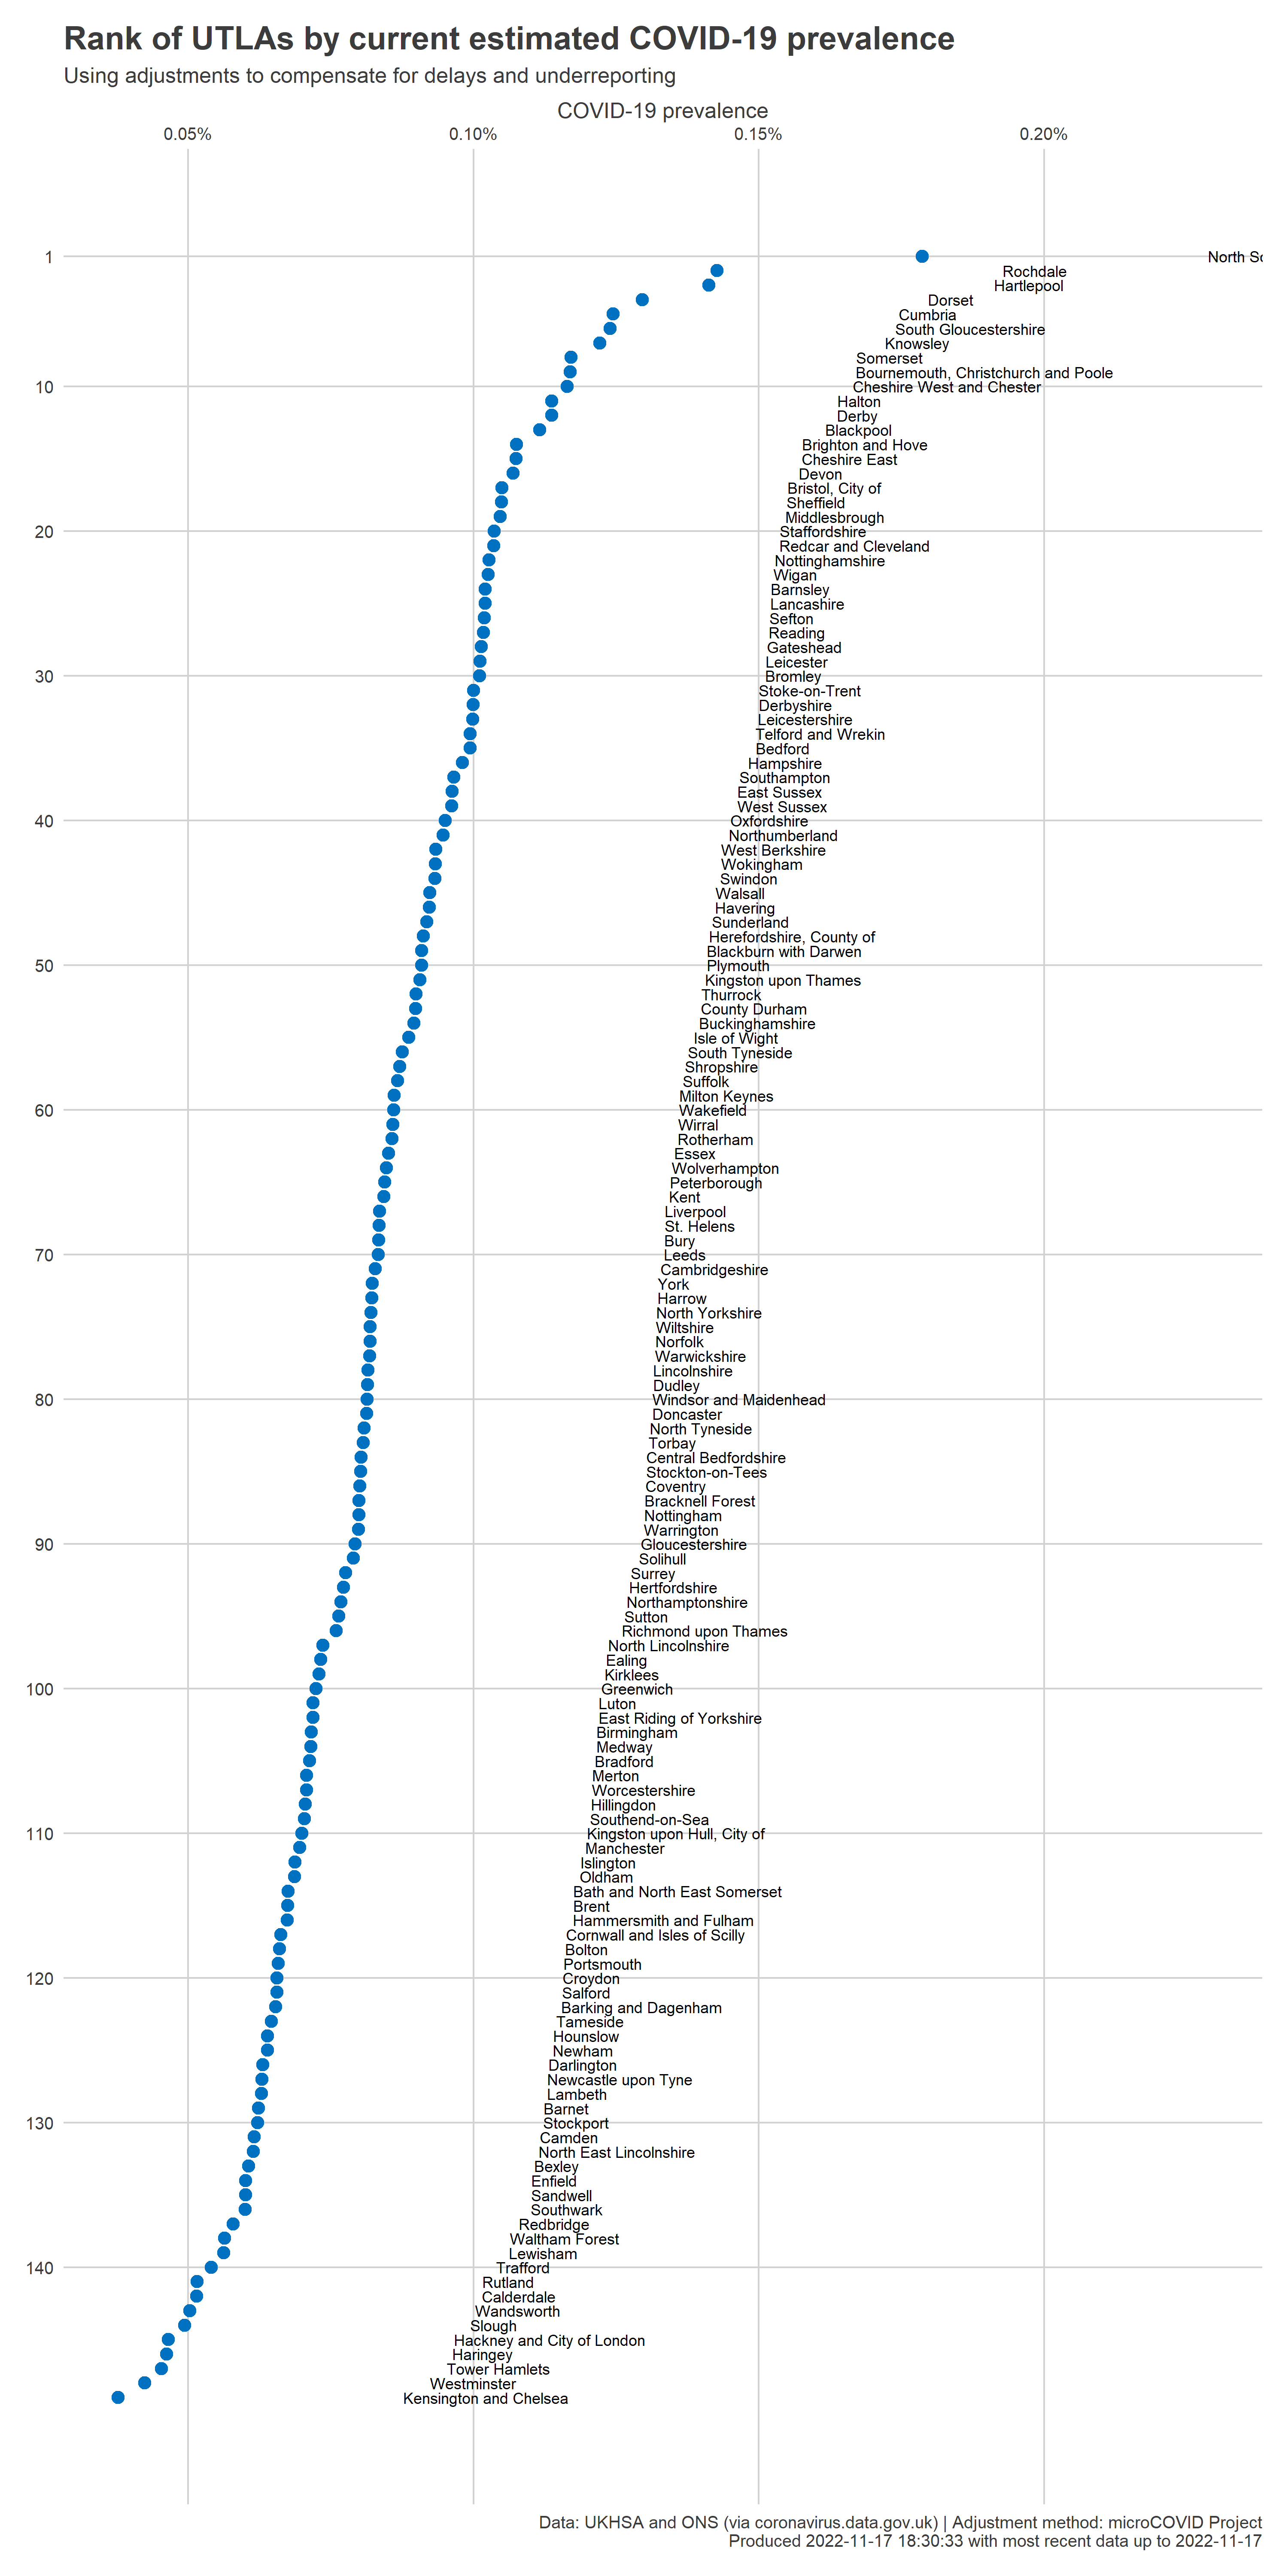 Rank of UTLAs by current estimated COVID-19 prevalence
Using adjustments to compensate for delays and underreporting
COVID-19 prevalence
0.05% 0.10% 0.15% 0.20%
1
North
Rochdale
Hartlepool
Dorset
Cumbria
South Gloucestershire
Knowsley
Somerset
Bournemouth, Christchurch and Poole
10 Cheshire West and Chester
Halton
Derby
Blackpool
Brighton and Hove
Cheshire East
Devon
Bristol, City of
Sheffield
Middlesbrough
20 Staffordshire
Redcar and Cleveland
Nottinghamshire
Wigan
Barnsley
Lancashire
Sefton
Reading
Gateshead
Leicester
30 Bromley
Stoke-on-Trent
Derbyshire
Leicestershire
Telford and Wrekin
Bedford
Hampshire
Southampton
East Sussex
West Sussex
40 Oxfordshire
Northumberland
West Berkshire
Wokingham
Swindon
Walsall
Havering
Sunderland
Herefordshire, County of
Blackburn with Darwen
50 Plymouth
Kingston upon Thames
Thurrock
County Durham
Buckinghamshire
Isle of Wight
South Tyneside
Shropshire
Suffolk
Milton Keynes
60 Wakefield
Wirral
Rotherham
Essex
Wolverhampton
Peterborough
Kent
Liverpool
St. Helens
Bury
70 Leeds
Cambridgeshire
York
Harrow
North Yorkshire
Wiltshire
Norfolk
Warwickshire
Lincolnshire
Dudley
80 Windsor and Maidenhead
Doncaster
North Tyneside
Torbay
Central Bedfordshire
Stockton-on-Tees
Coventry
Bracknell Forest
Nottingham
Warrington
90 Gloucestershire
Solihull
Surrey
Hertfordshire
Northamptonshire
Sutton
Richmond upon Thames
North Lincolnshire
Ealing
Kirklees
100 Greenwich
Luton
East Riding of Yorkshire
Birmingham
Medway
Bradford
Merton
Worcestershire
Hillingdon
Southend-on-Sea
110 Kingston upon Hull, City of
Manchester
Islington
Oldham
Bath and North East Somerset
Brent
Hammersmith and Fulham
Cornwall and Isles of Scilly
Bolton
Portsmouth
120 Croydon
Salford
Barking and Dagenham
Tameside
Hounslow
Newham
Darlington
Newcastle upon Tyne
Lambeth
Barnet
130 Stockport
Camden
North East Lincolnshire
Bexley
Enfield
Sandwell
Southwark
Redbridge
Waltham Forest
Lewisham
140 Trafford
Rutland
Calderdale
Wandsworth
Slough
Hackney and City of London
Haringey
Tower Hamlets
Westminster
Kensington and Chelsea
Data: UKHSA and ONS (via coronavirus.data.gov.uk) | Adjustment method: microCOVID Project
Produced 2022-11-17 18:30:33 with most recent data up to 2022-11-17